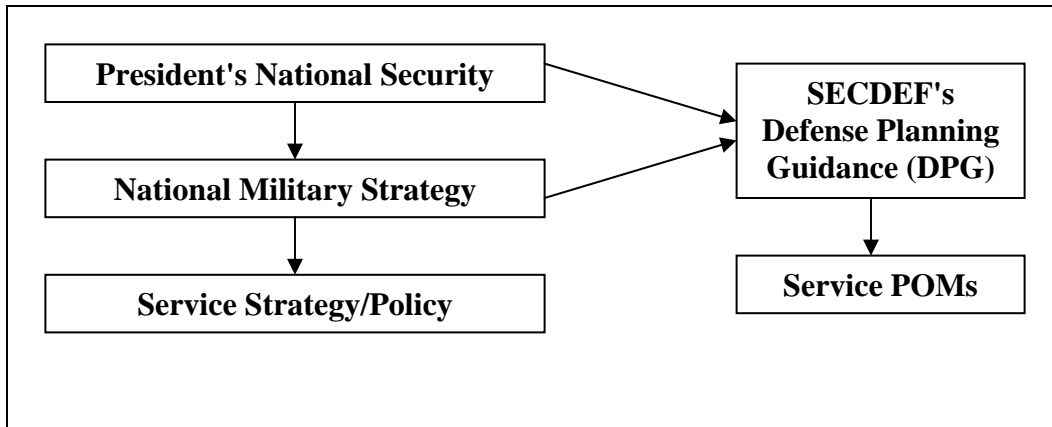 President's National Security
National Military Strategy
Service Strategy/Policy
SECDEF's
Defense Planning
Guidance (DPG)
Service POMs